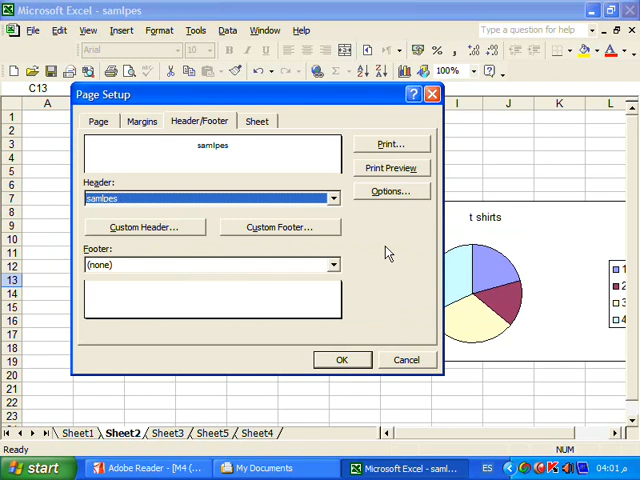 Microsoft Excel - samlpes
File Edit View Insert Format Tools Data Window Help
Type a question for help
Arial 10 B I U
100%
C13
A I J K L
1
2
3
4
5
6
7
8
9
10
11
12
13
14
15
16
17
18
19
20
21
22
23
Page Setup
Page Margins Header/Footer Sheet
samlpes
Print...
Print Preview
Options...
Header:
samlpes
Custom Header... Custom Footer...
Footer:
(none)
OK Cancel
t shirts
1
2
3
4
Sheet1 Sheet2 Sheet3 Sheet5 Sheet4
Ready NUM
start Adobe Reader - [M4 (... My Documents Microsoft Excel - saml... ES 04:01 م